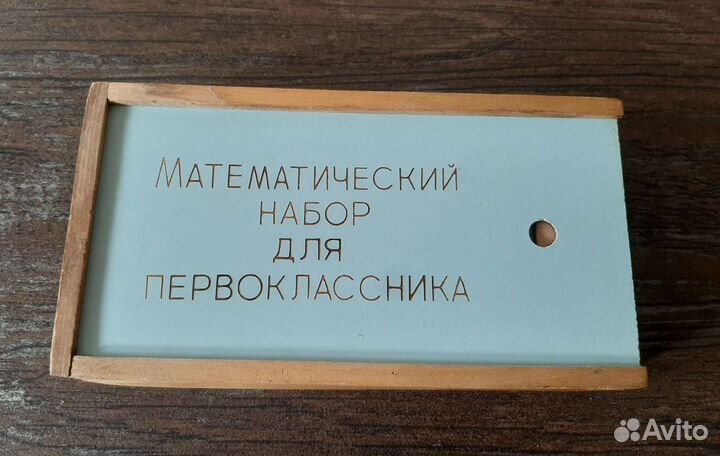 Математический
набор
для
первоклассника
Avito